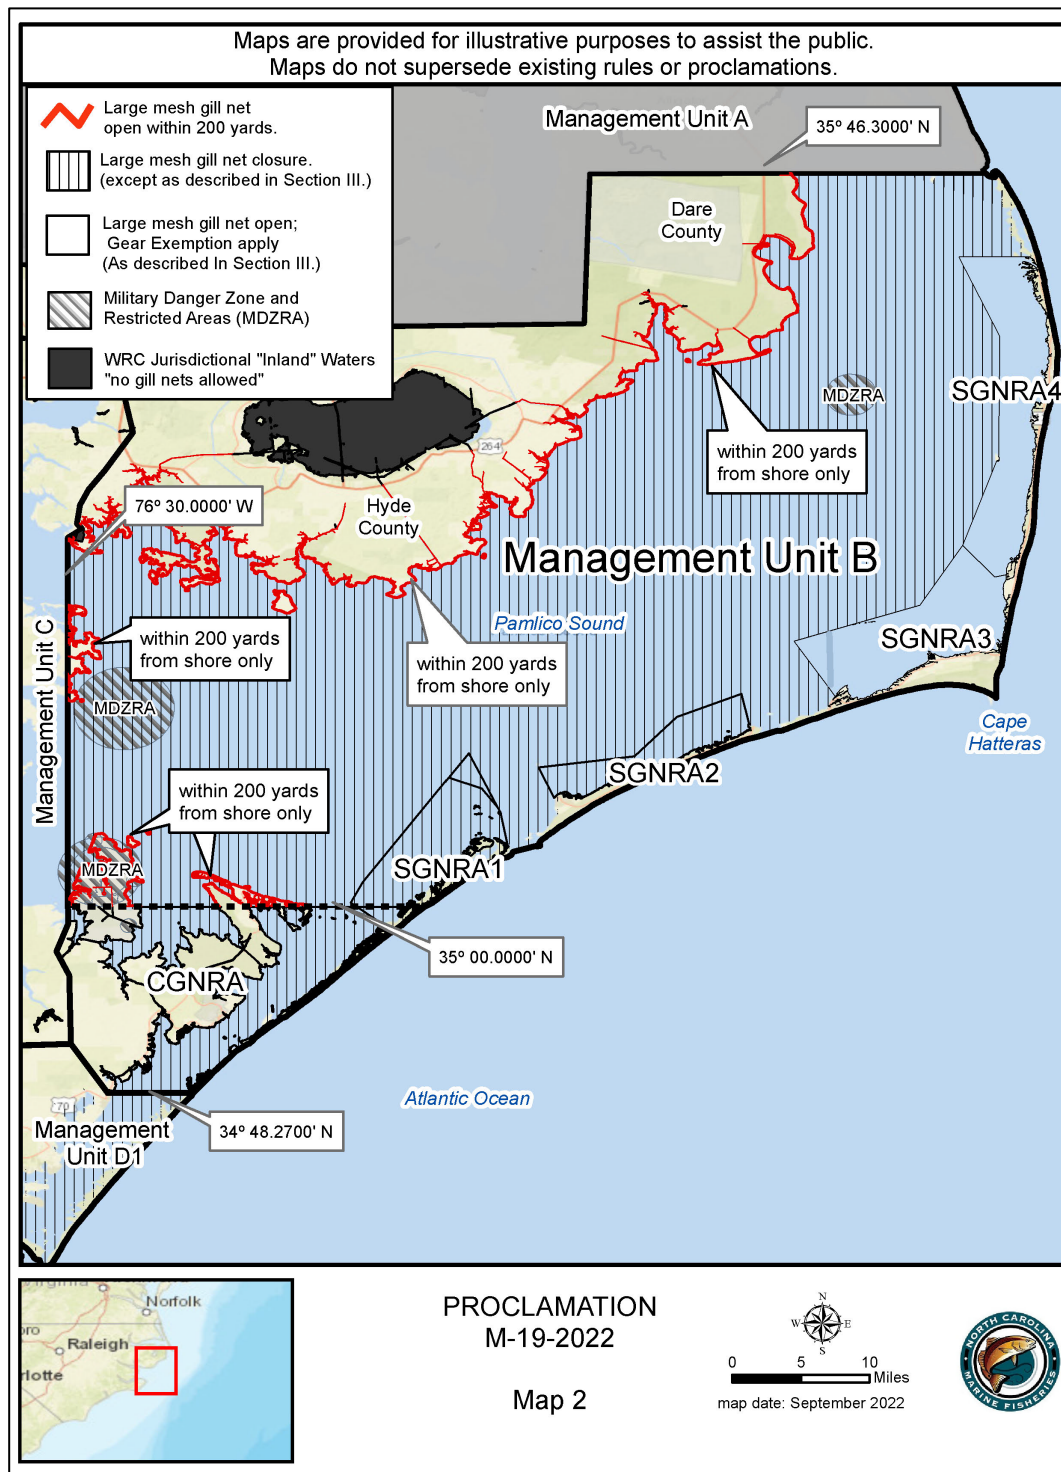 Maps are provided for illustrative purposes to assist the public.
Maps do not supersede existing rules or proclamations.
Large mesh gill net
open within 200 yards.
Large mesh gill net closure.
(except as described in Section III.)
Large mesh gill net open;
Gear Exemption apply
(As described In Section III.)
Military Danger Zone and
Restricted Areas (MDZRA)
WRC Jurisdictional "Inland" Waters
"no gill nets allowed"
Management Unit A
35º 46.3000' N
Dare
County
MDZRA
SGNRA4
within 200 yards
from shore only
264
76º 30.0000' W
Hyde
County
Management Unit B
Pamlico Sound
SGNRA3
within 200 yards
from shore only
within 200 yards
from shore only
Management Unit C
MDZRA
Cape
Hatteras
SGNRA2
within 200 yards
from shore only
MDZRA
SGNRA1
35º 00.0000' N
CGNRA
Atlantic Ocean
70
Management
Unit D1
34º 48.2700' N
Norfolk
Raleigh
lotte
PROCLAMATION
M-19-2022
Map 2
N
W E
S
0 5 10
Miles
map date: September 2022
NORTH CAROLINA
MARINE FISHERIES